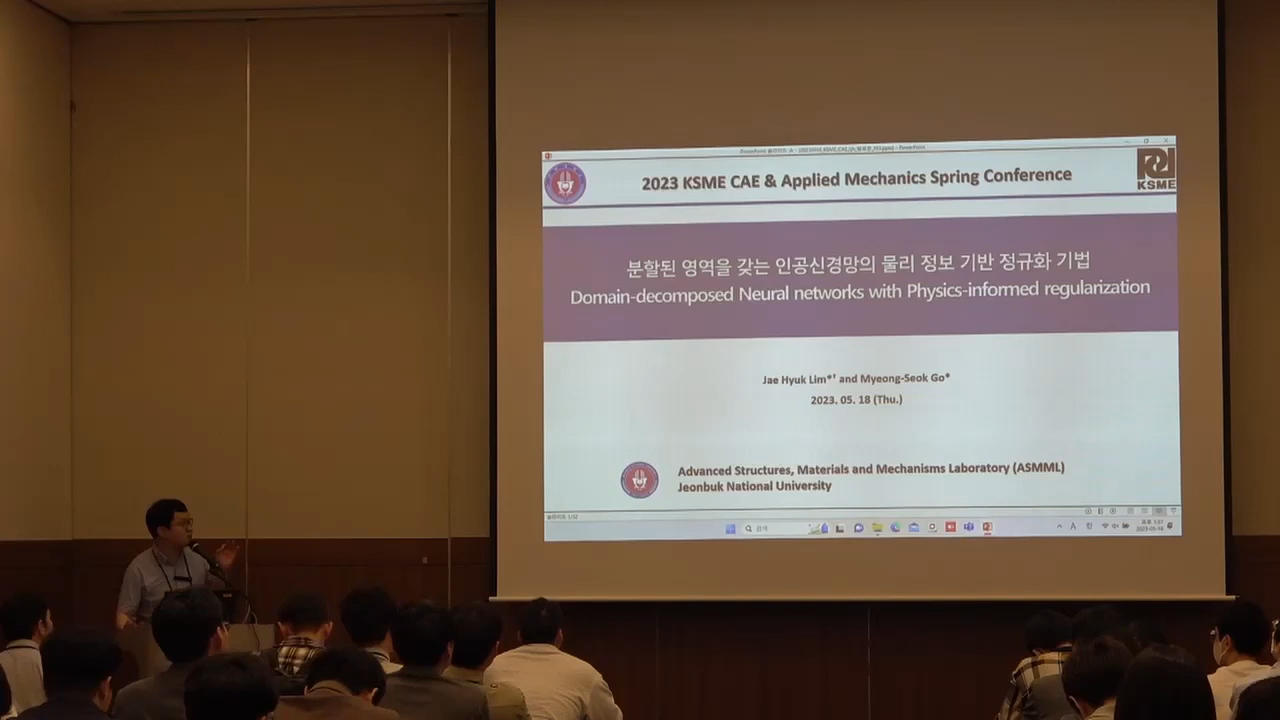 2023 KSME CAE & Applied Mechanics Spring Conference
KSME
분할된 영역을 갖는 인공신경망의 물리 정보 기반 정규화 기법
Domain-decomposed Neural networks with Physics-informed regularization
Jae Hyuk Lim*† and Myeong-Seok Go*
2023. 05. 18 (Thu.)
Advanced Structures, Materials and Mechanisms Laboratory (ASMML)
Jeonbuk National University
검색